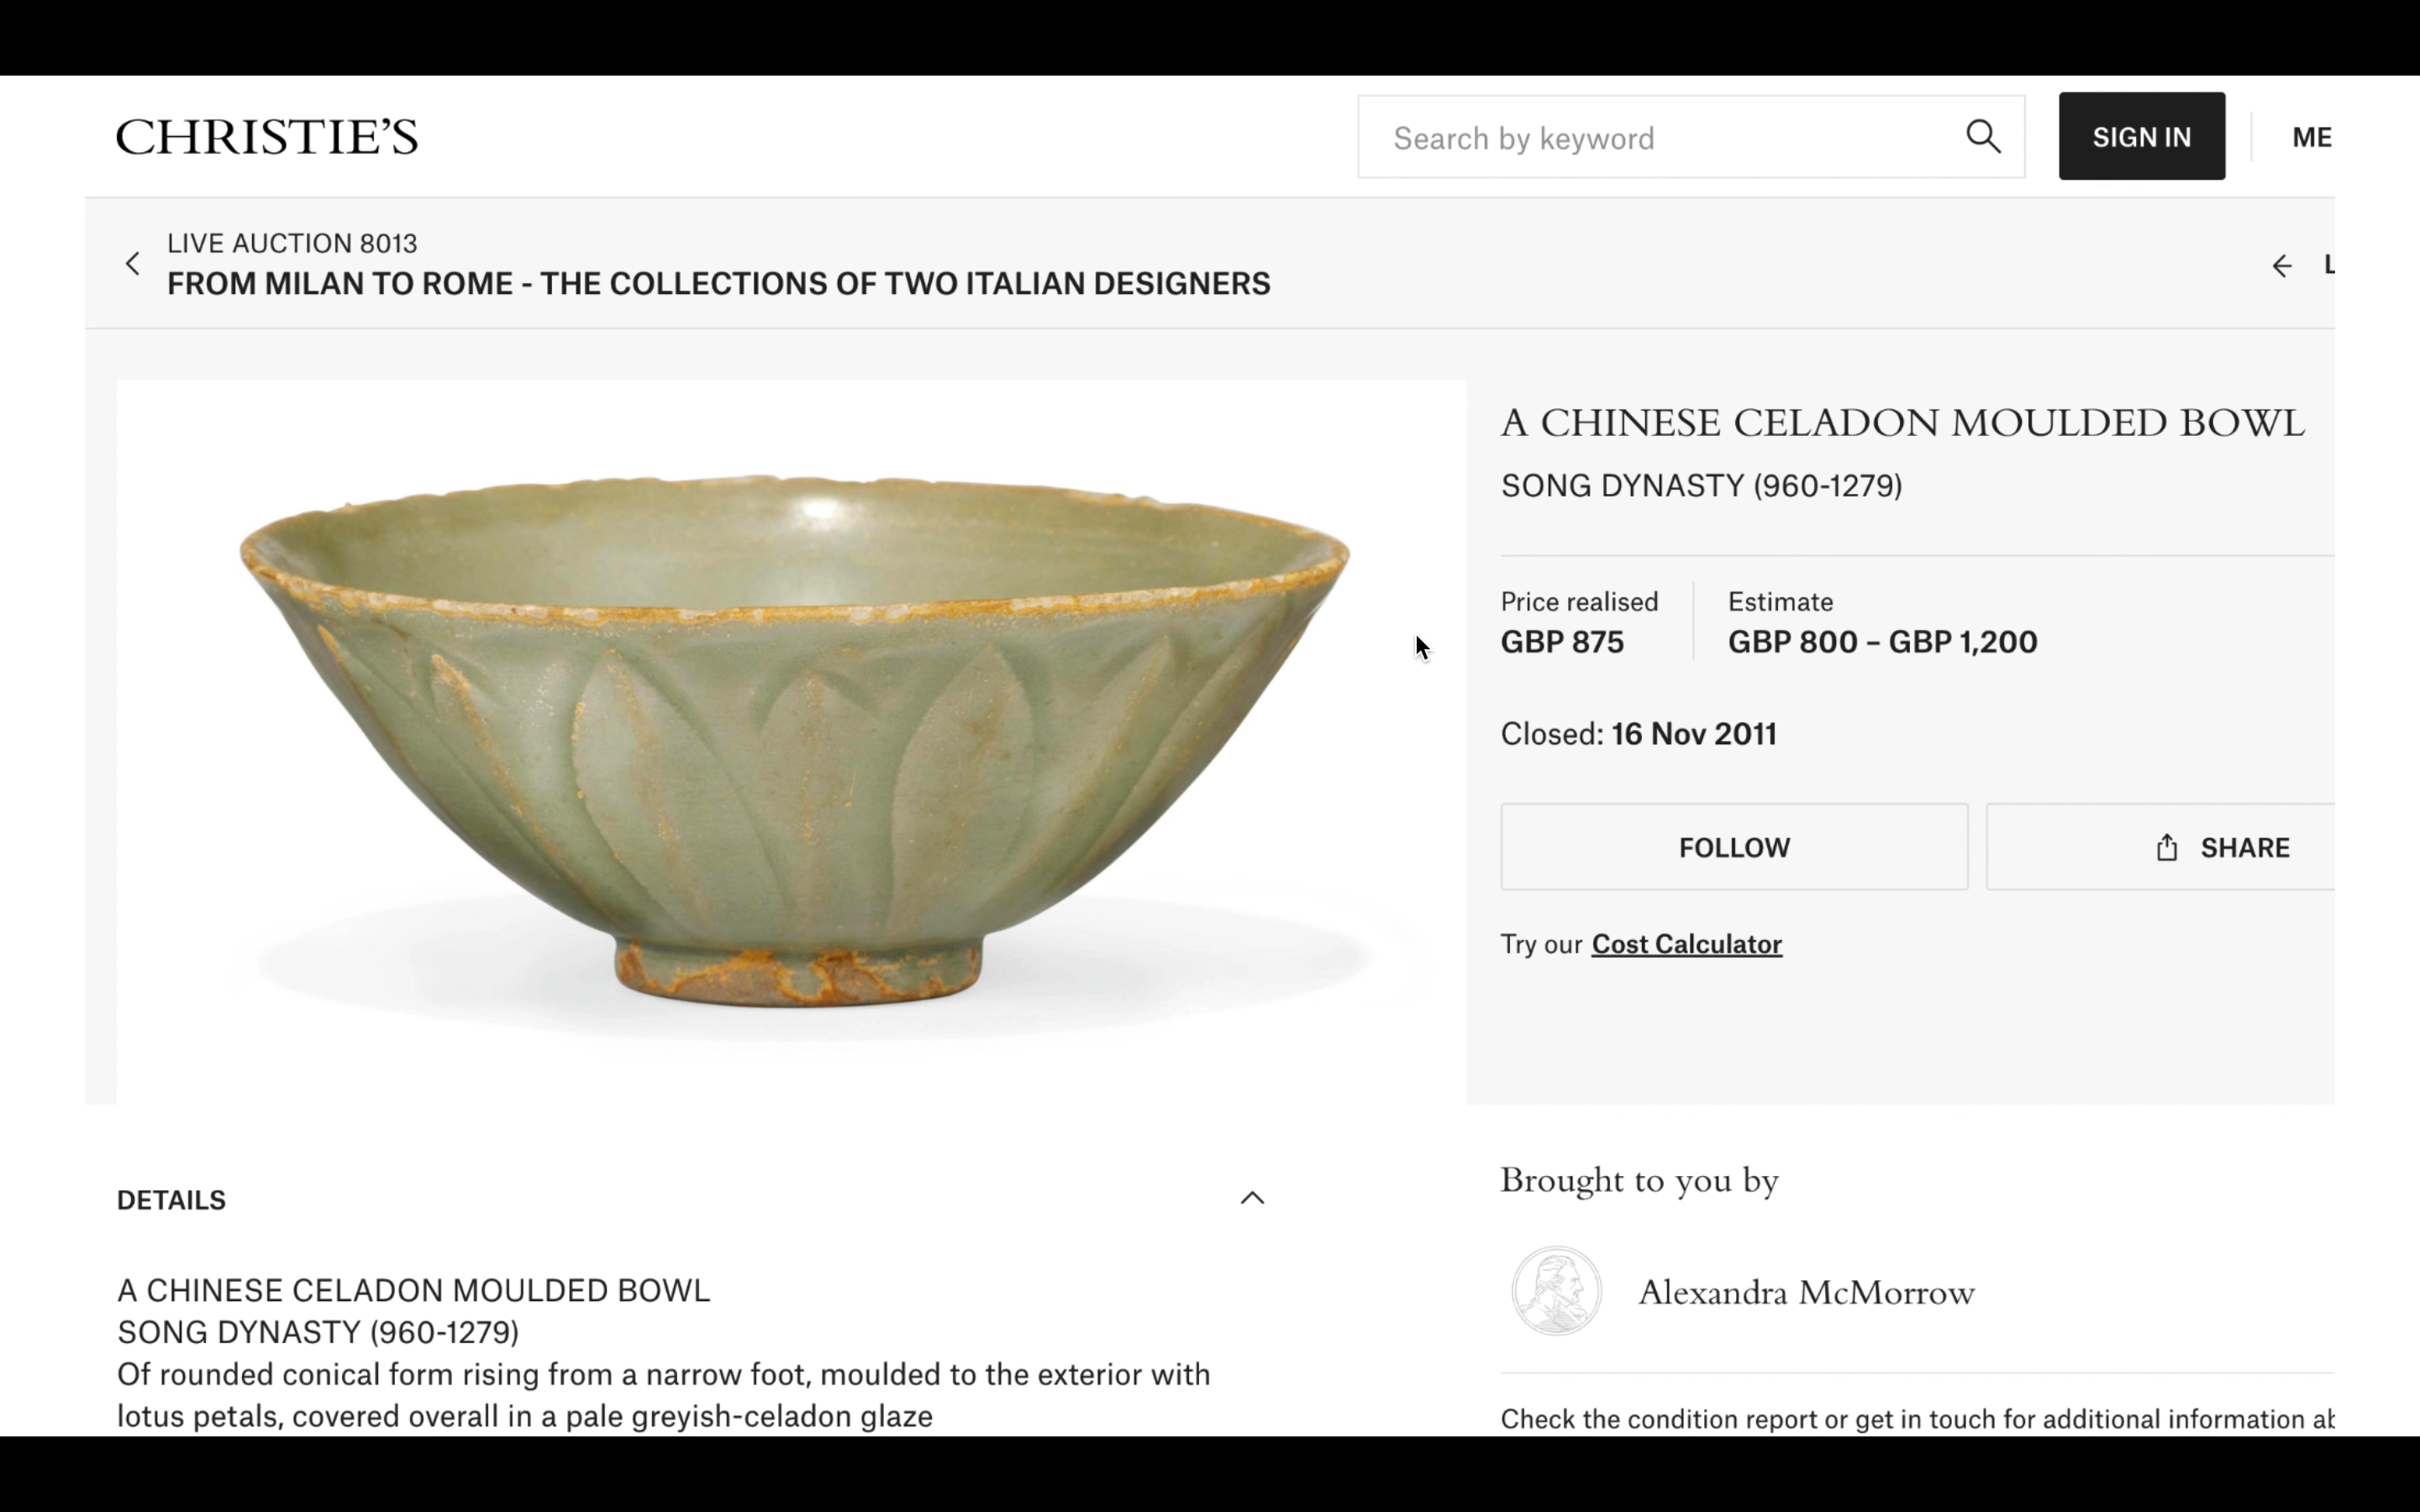 CHRISTIE'S
Search by keyword
SIGN IN
ME
LIVE AUCTION 8013
FROM MILAN TO ROME - THE COLLECTIONS OF TWO ITALIAN DESIGNERS
L
A CHINESE CELADON MOULDED BOWL
SONG DYNASTY (960-1279)
Price realised
GBP 875
Estimate
GBP 800 – GBP 1,200
Closed: 16 Nov 2011
FOLLOW
SHARE
Try our Cost Calculator
DETAILS
A CHINESE CELADON MOULDED BOWL
SONG DYNASTY (960-1279)
Of rounded conical form rising from a narrow foot, moulded to the exterior with
lotus petals, covered overall in a pale greyish-celadon glaze
Brought to you by
Alexandra McMorrow
Check the condition report or get in touch for additional information ab